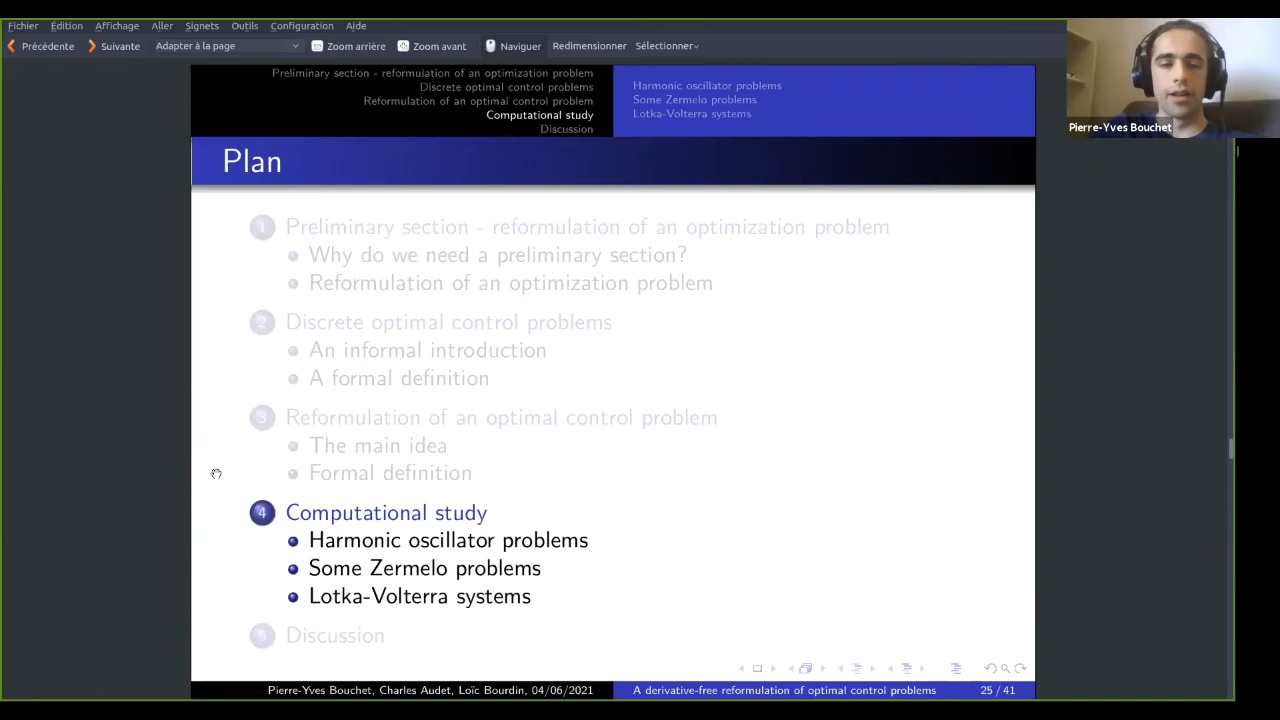 Fichier Édition Affichage Aller Signets Outils Configuration Aide
Précédente Suivante Adapter à la page Zoom arrière Zoom avant Naviguer Redimensionner Sélectionner
Preliminary section - reformulation of an optimization problem
Discrete optimal control problems
Reformulation of an optimal control problem
Computational study
Discussion
Harmonic oscillator problems
Some Zermelo problems
Lotka-Volterra systems
Pierre-Yves Bouchet
Plan
1 Preliminary section - reformulation of an optimization problem
Why do we need a preliminary section?
Reformulation of an optimization problem
2 Discrete optimal control problems
An informal introduction
A formal definition
3 Reformulation of an optimal control problem
The main idea
Formal definition
4 Computational study
Harmonic oscillator problems
Some Zermelo problems
Lotka-Volterra systems
5 Discussion
Pierre-Yves Bouchet, Charles Audet, Loïc Bourdin, 04/06/2021 A derivative-free reformulation of optimal control problems 25 / 41